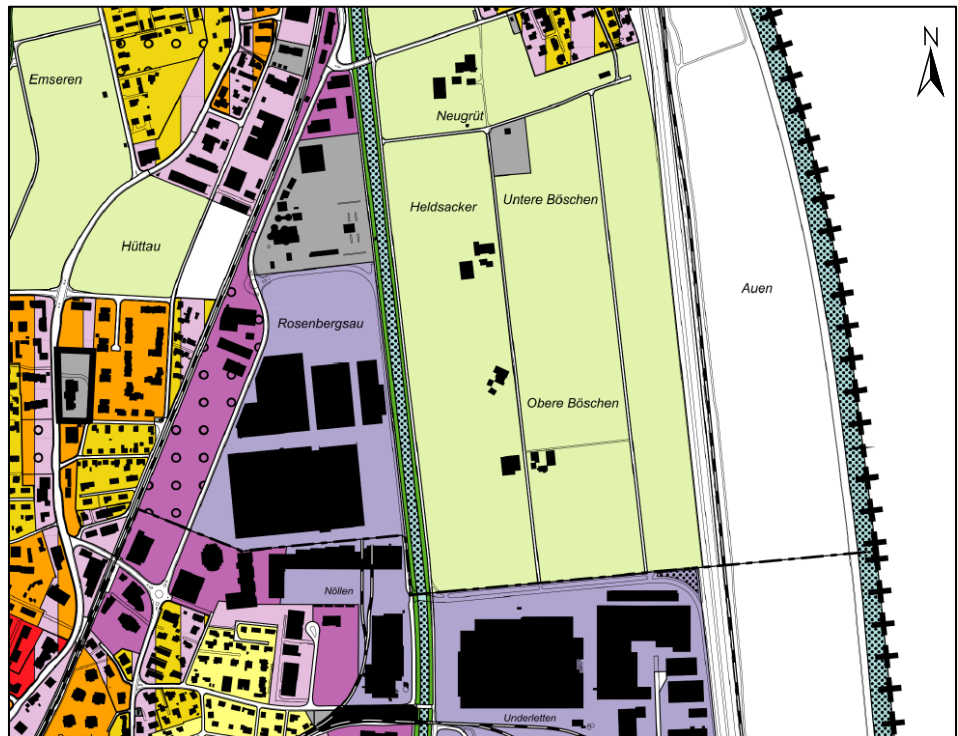 N
Emseren
Neugrüt
Heldsacker
Untere Böschen
Hüttau
Auen
Rosenbergsau
Obere Böschen
Nöllen
Underletten